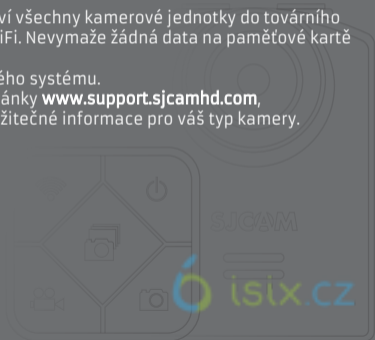 ví všechny kamerové jednotky do továrního
iFi. Nevymaže žádná data na paměťové kartě
ého systému.
ánky www.support.sjcamhd.com,
žitečné informace pro váš typ kamery.
SJCAM
isix.cz